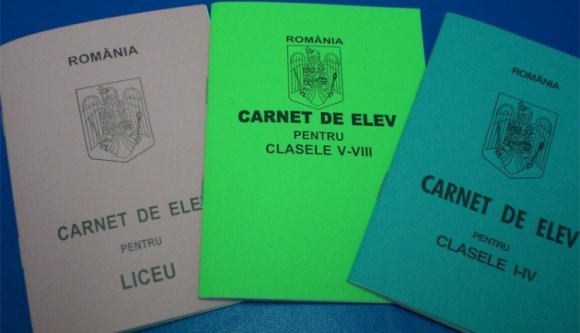 ROMÂNIA
CARNET DE ELEV
PENTRU
LICEU
ROMÂNIA
CARNET DE ELEV
PENTRU
CLASELE V-VIII
ROMÂNIA
CARNET DE ELEV
PENTRU
CLASELE I-IV